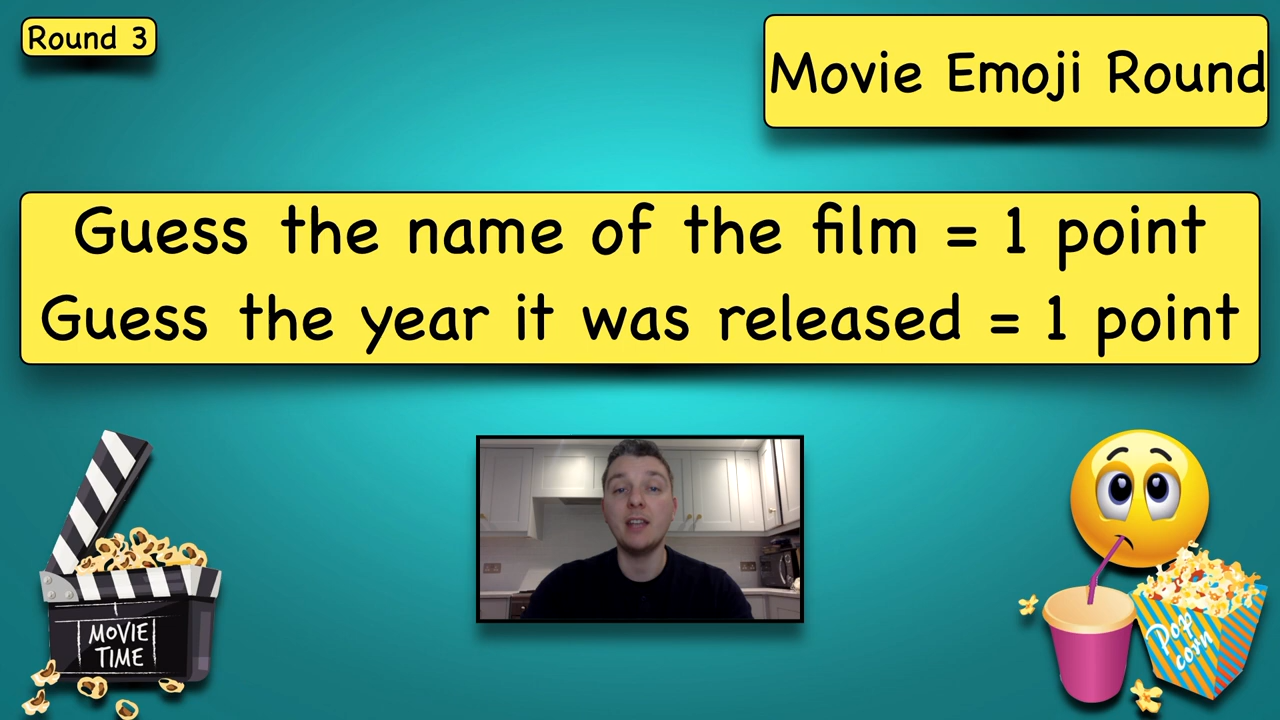 Round 3
Movie Emoji Round
Guess the name of the film = 1 point
Guess the year it was released = 1 point
MOVIE
TIME
Pop
corn